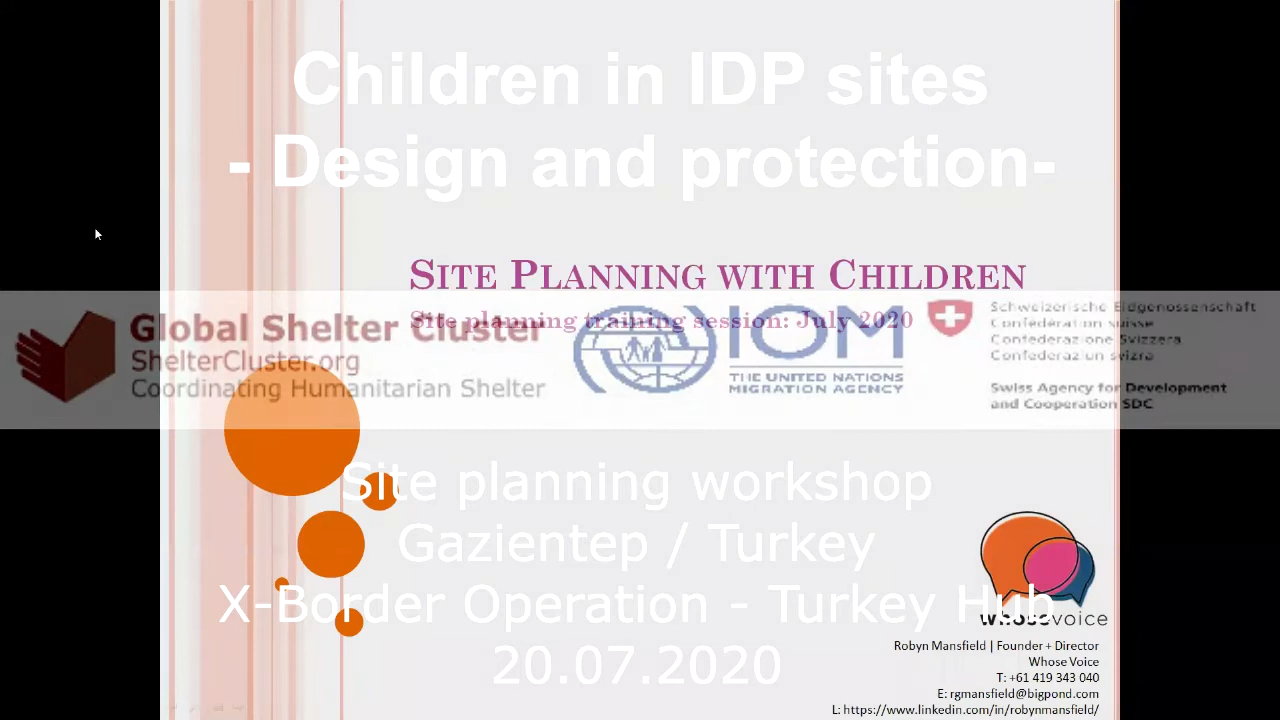 Children in IDP sites
- Design and protection-
SITE PLANNING WITH CHILDREN
Site planning training session: July 2020
Global Shelter Cluster
ShelterCluster.org
Coordinating Humanitarian Shelter
IOM
THE UNITED NATIONS
MIGRATION AGENCY
Schweizerische Eidgenossenschaft
Confédération suisse
Confederazione Svizzera
Confederaziun svizra
Swiss Agency for Development
and Cooperation SDC
Site planning workshop
Gazientep / Turkey
X-Border Operation - Turkey Hub
20.07.2020
whosevoice
Robyn Mansfield | Founder + Director
Whose Voice
T: +61 419 343 040
E: rgmansfield@bigpond.com
L: https://www.linkedin.com/in/robynmansfield/